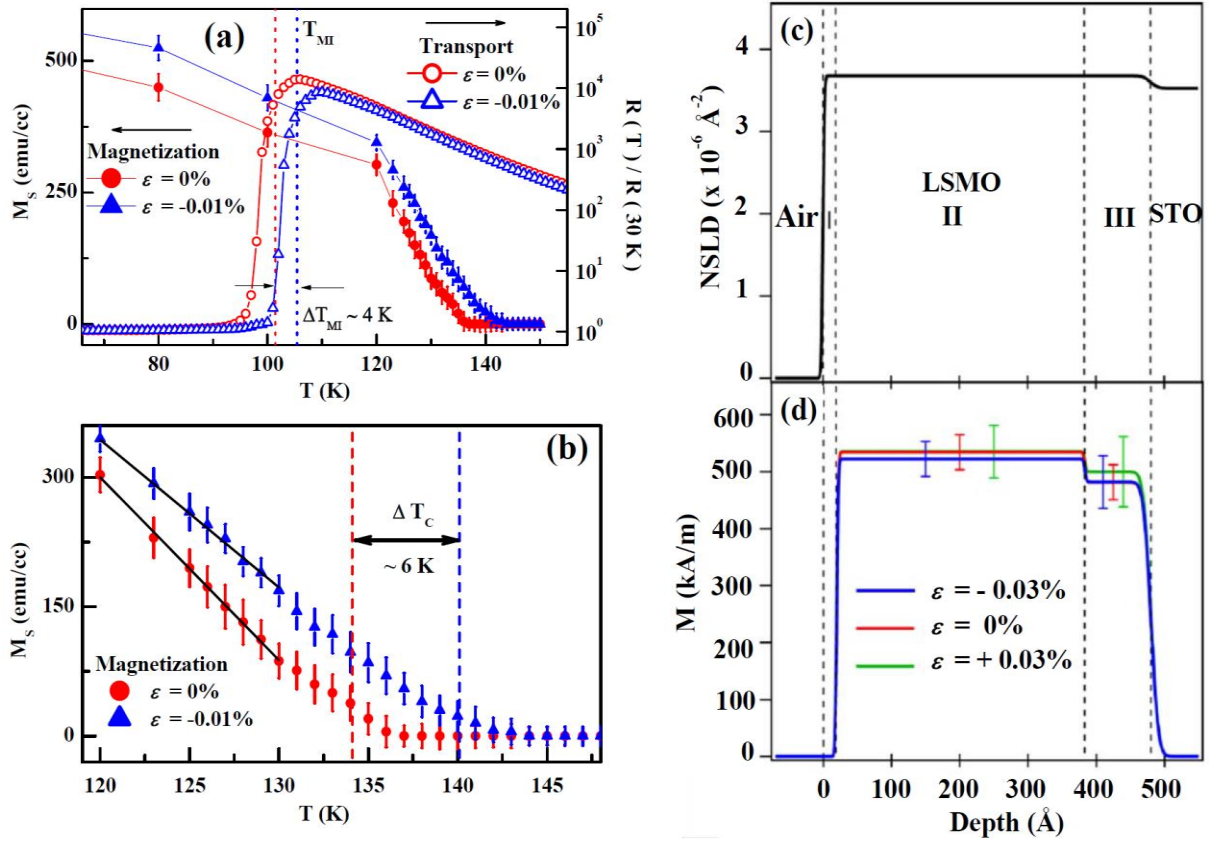 (a)
T_MI
Transport
ε = 0%
ε = -0.01%
Magnetization
ε = 0%
ε = -0.01%
ΔT_MI ~ 4 K
M_S (emu/cc)
500
250
0
80
100
120
140
T (K)
R ( T ) / R ( 30 K )
10^5
10^4
10^3
10^2
10^1
10^0
(b)
Δ T_C
~ 6 K
Magnetization
ε = 0%
ε = -0.01%
M_S (emu/cc)
300
150
0
120
125
130
135
140
145
T (K)
(c)
NSLD (x 10^-6 Å^-2)
4
3
2
1
0
Air
I
LSMO
II
III
STO
(d)
M (kA/m)
600
500
400
300
200
100
0
ε = - 0.03%
ε = 0%
ε = + 0.03%
0
100
200
300
400
500
Depth (Å)